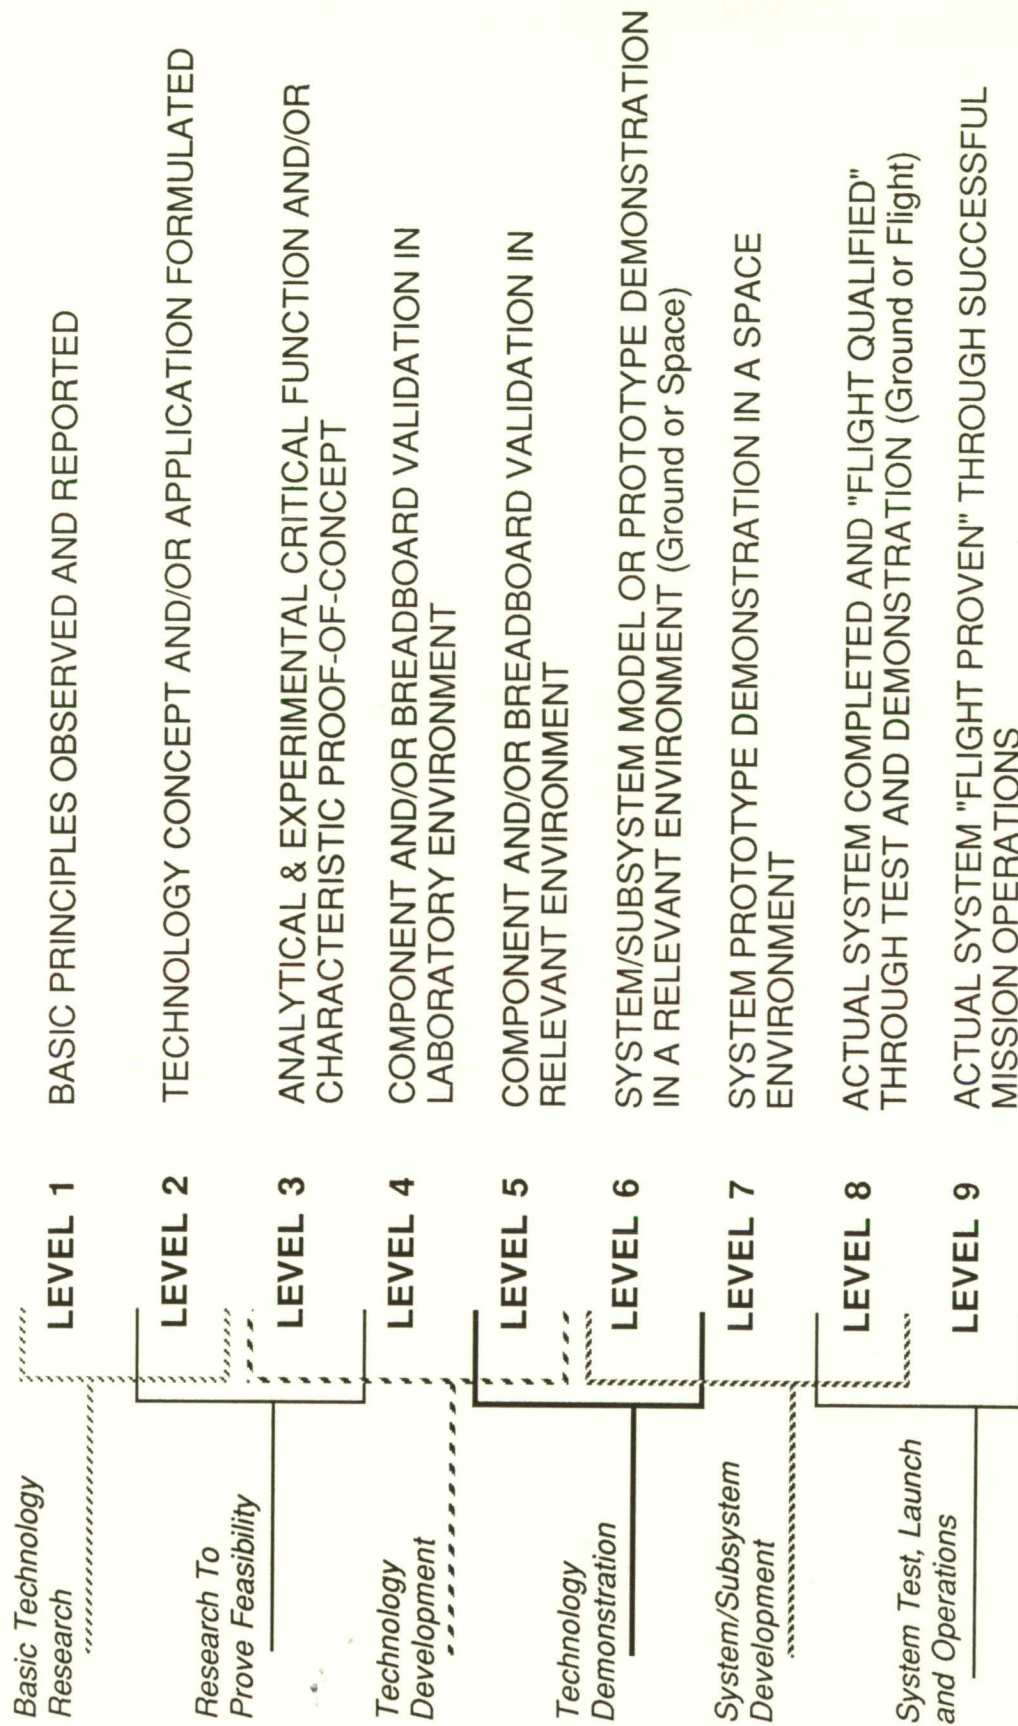 Basic Technology
Research
Research To
Prove Feasibility
Technology
Development
Technology
Demonstration
System/Subsystem
Development
System Test, Launch
and Operations
LEVEL 1
BASIC PRINCIPLES OBSERVED AND REPORTED
LEVEL 2
TECHNOLOGY CONCEPT AND/OR APPLICATION FORMULATED
LEVEL 3
ANALYTICAL & EXPERIMENTAL CRITICAL FUNCTION AND/OR
CHARACTERISTIC PROOF-OF-CONCEPT
LEVEL 4
COMPONENT AND/OR BREADBOARD VALIDATION IN
LABORATORY ENVIRONMENT
LEVEL 5
COMPONENT AND/OR BREADBOARD VALIDATION IN
RELEVANT ENVIRONMENT
LEVEL 6
SYSTEM/SUBSYSTEM MODEL OR PROTOTYPE DEMONSTRATION
IN A RELEVANT ENVIRONMENT (Ground or Space)
LEVEL 7
SYSTEM PROTOTYPE DEMONSTRATION IN A SPACE
ENVIRONMENT
LEVEL 8
ACTUAL SYSTEM COMPLETED AND "FLIGHT QUALIFIED"
THROUGH TEST AND DEMONSTRATION (Ground or Flight)
LEVEL 9
ACTUAL SYSTEM "FLIGHT PROVEN" THROUGH SUCCESSFUL
MISSION OPERATIONS